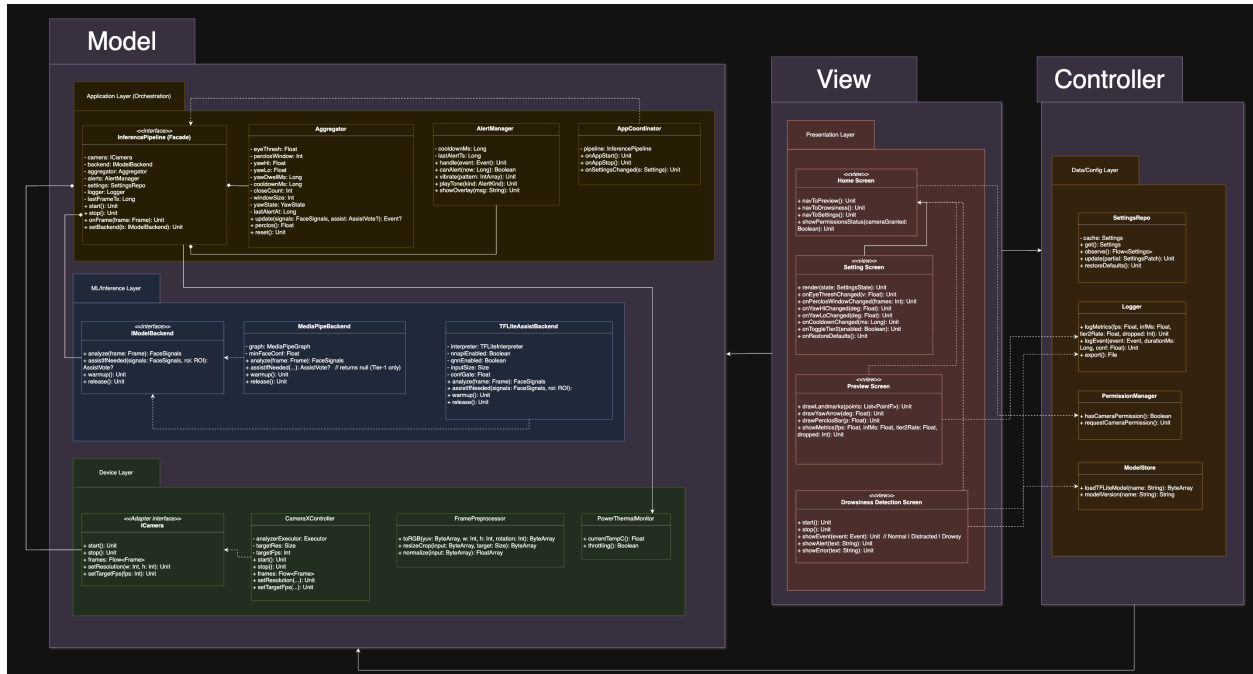 Model
Application Layer (Orchestration)
<<Interface>>
InferencePipeline (Facade)
- camera: ICamera
- backend: IModelBackend
- aggregator: Aggregator
- alerts: AlertManager
- settings: SettingsRepo
- logger: Logger
- lastFrameTs: Long
+ start(): Unit
+ stop(): Unit
+ onFrame(frame: Frame): Unit
+ setBackend(b: IModelBackend): Unit
Aggregator
- eyeThresh: Float
- perclosWindow: Int
- yawHi: Float
- yawLo: Float
- yawDwellMs: Long
- cooldownMs: Long
- closeCount: Int
- windowSize: Int
- yawState: YawState
- lastAlertAt: Long
+ update(signals: FaceSignals, assist: AssistVote?): Event?
+ perclos(): Float
+ reset(): Unit
AlertManager
- cooldownMs: Long
- lastAlertTs: Long
+ handle(event: Event): Unit
+ canAlert(now: Long): Boolean
+ vibrate(pattern: IntArray): Unit
+ playTone(kind: AlertKind): Unit
+ showOverlay(msg: String): Unit
AppCoordinator
- pipeline: InferencePipeline
+ onAppStart(): Unit
+ onAppStop(): Unit
+ onSettingsChanged(s: Settings): Unit
ML/Inference Layer
<<Interface>>
IModelBackend
+ analyze(frame: Frame): FaceSignals
+ assistIfNeeded(signals: FaceSignals, roi: ROI):
AssistVote?
+ warmup(): Unit
+ release(): Unit
MediaPipeBackend
- graph: MediaPipeGraph
- minFaceConf: Float
+ analyze(frame: Frame): FaceSignals
+ assistIfNeeded(...): AssistVote? // returns null (Tier-1 only)
+ warmup(): Unit
+ release(): Unit
TFLiteAssistBackend
- interpreter: TFLiteInterpreter
- nnapiEnabled: Boolean
- qnnEnabled: Boolean
- inputSize: Size
- confGate: Float
+ analyze(frame: Frame): FaceSignals
+ assistIfNeeded(signals: FaceSignals, roi: ROI):
+ warmup(): Unit
+ release(): Unit
Device Layer
<<Adapter Interface>>
ICamera
+ start(): Unit
+ stop(): Unit
+ frames: Flow<Frame>
+ setResolution(w: Int, h: Int): Unit
+ setTargetFps(fps: Int): Unit
CameraXController
- analyzerExecutor: Executor
- targetRes: Size
- targetFps: Int
+ start(): Unit
+ stop(): Unit
+ frames: Flow<Frame>
+ setResolution(...): Unit
+ setTargetFps(...): Unit
FramePreprocessor
+ toRGB(yuv: ByteArray, w: Int, h: Int, rotation: Int): ByteArray
+ resizeCrop(input: ByteArray, target: Size): ByteArray
+ normalize(input: ByteArray): FloatArray
PowerThermalMonitor
+ currentTempC(): Float
+ throttling(): Boolean
View
Presentation Layer
<<view>>
Home Screen
+ navToPreview(): Unit
+ navToDrowsiness(): Unit
+ navToSettings(): Unit
+ showPermissionsStatus(cameraGranted:
Boolean): Unit
<<view>>
Setting Screen
+ render(state: SettingsState): Unit
+ onEyeThreshChanged(v: Float): Unit
+ onPerclosWindowChanged(frames: Int): Unit
+ onYawHiChanged(deg: Float): Unit
+ onYawLoChanged(deg: Float): Unit
+ onCooldownChanged(ms: Long): Unit
+ onToggleTier2(enabled: Boolean): Unit
+ onRestoreDefaults(): Unit
<<view>>
Preview Screen
+ drawLandmarks(points: List<PointF>): Unit
+ drawYawArrow(deg: Float): Unit
+ drawPerclosBar(p: Float): Unit
+ showMetrics(fps: Float, infMs: Float, tier2Rate: Float,
dropped: Int): Unit
<<view>>
Drowsiness Detection Screen
+ start(): Unit
+ stop(): Unit
+ showEvent(event: Event): Unit // Normal | Distracted | Drowsy
+ showAlert(text: String): Unit
+ showError(text: String): Unit
Controller
Data/Config Layer
SettingsRepo
- cache: Settings
+ get(): Settings
+ observe(): Flow<Settings>
+ update(partial: SettingsPatch): Unit
+ restoreDefaults(): Unit
Logger
+ logMetrics(fps: Float, infMs: Float,
tier2Rate: Float, dropped: Int): Unit
+ logEvent(event: Event, durationMs:
Long, conf: Float): Unit
+ export(): File
PermissionManager
+ hasCameraPermission(): Boolean
+ requestCameraPermission(): Unit
ModelStore
+ loadTFLiteModel(name: String): ByteArray
+ modelVersion(name: String): String